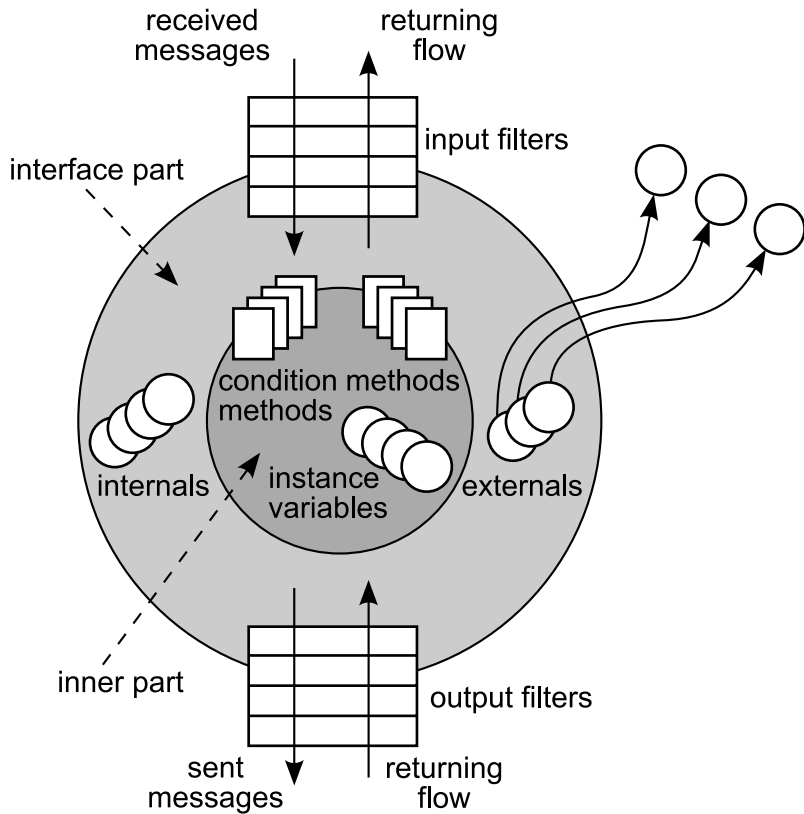 received
messages
returning
flow
input filters
interface part
condition methods
methods
internals
instance
variables
externals
inner part
output filters
sent
messages
returning
flow